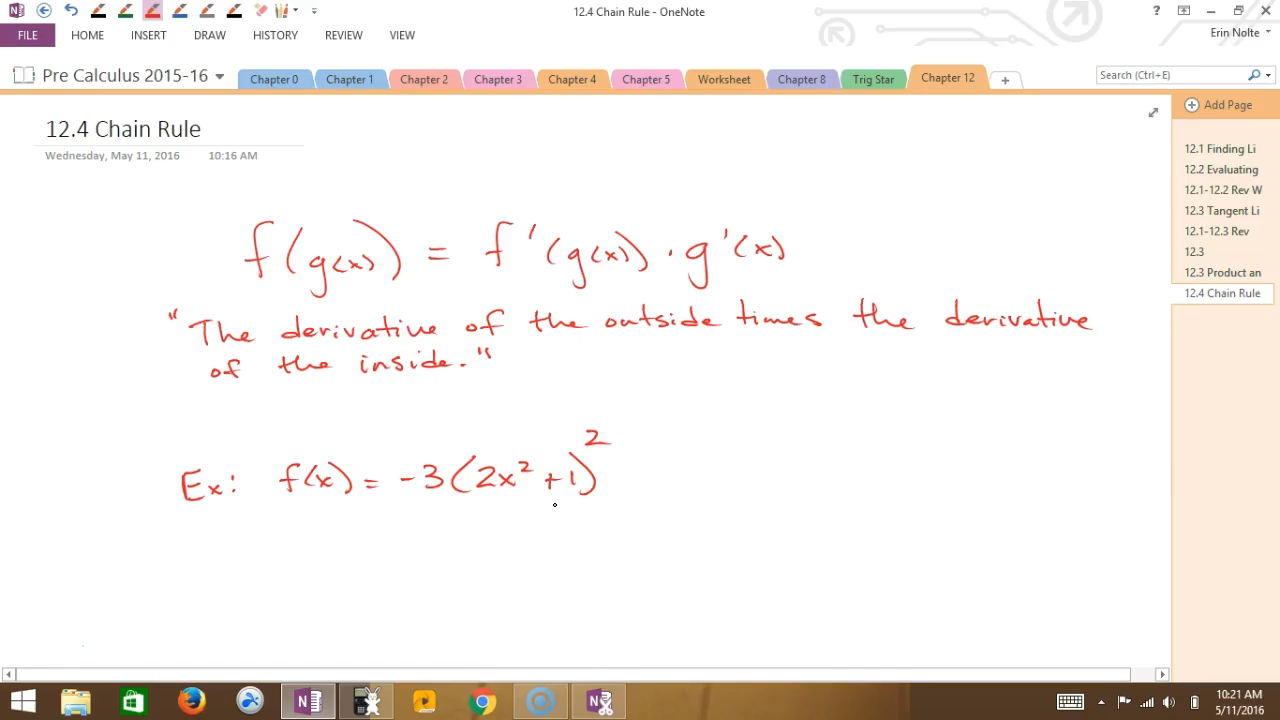 12.4 Chain Rule - OneNote
FILE HOME INSERT DRAW HISTORY REVIEW VIEW
Erin Nolte
Pre Calculus 2015-16
Chapter 0 Chapter 1 Chapter 2 Chapter 3 Chapter 4 Chapter 5 Worksheet Chapter 8 Trig Star Chapter 12
Search (Ctrl+E)
Add Page
12.4 Chain Rule
Wednesday, May 11, 2016 10:16 AM
12.1 Finding Li
12.2 Evaluating
12.1-12.2 Rev W
12.3 Tangent Li
12.1-12.3 Rev
12.3
12.3 Product an
12.4 Chain Rule
f(g(x)) = f'(g(x)) · g'(x)
"The derivative of the outside times the derivative
of the inside."
Ex: f(x) = -3(2x²+1)²
10:21 AM
5/11/2016